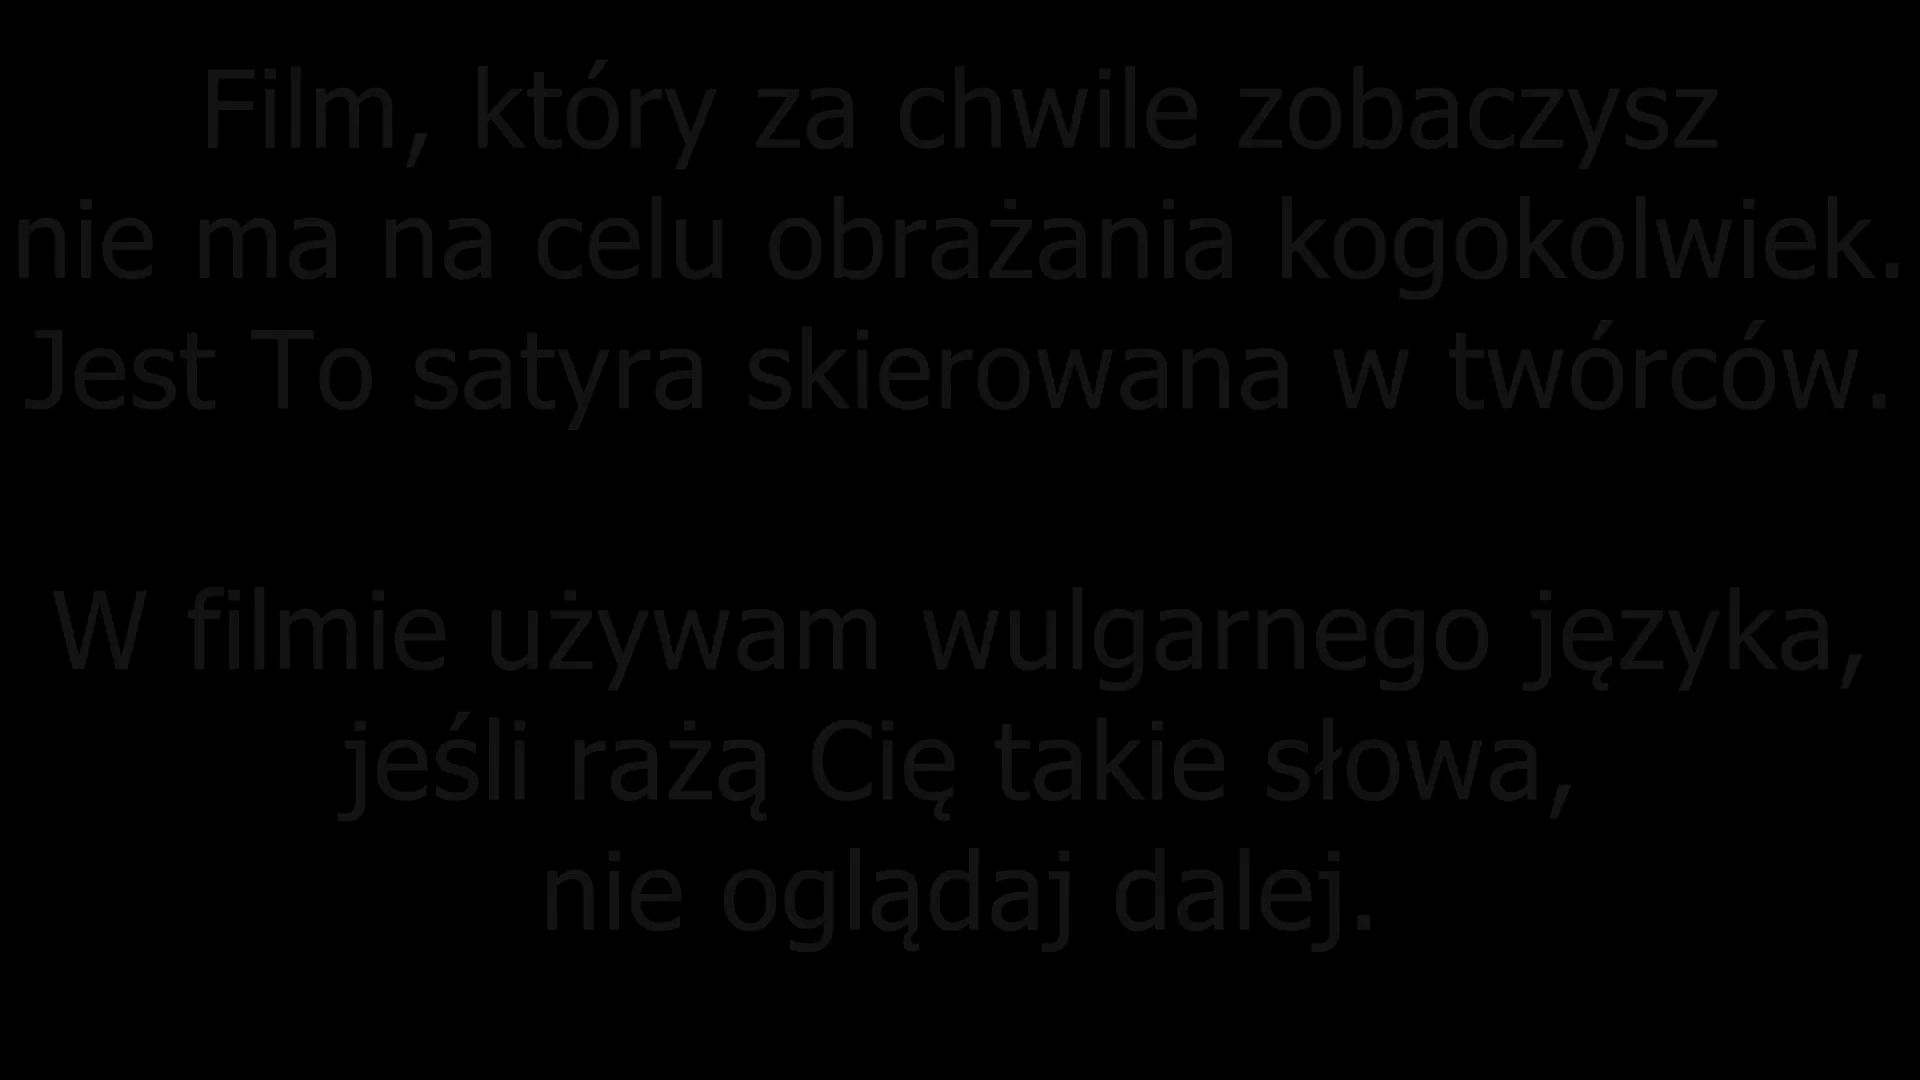 Film, który za chwile zobaczysz
nie ma na celu obrażania kogokolwiek.
Jest To satyra skierowana w twórców.
W filmie używam wulgarnego języka,
jeśli rażą Cię takie słowa,
nie oglądaj dalej.